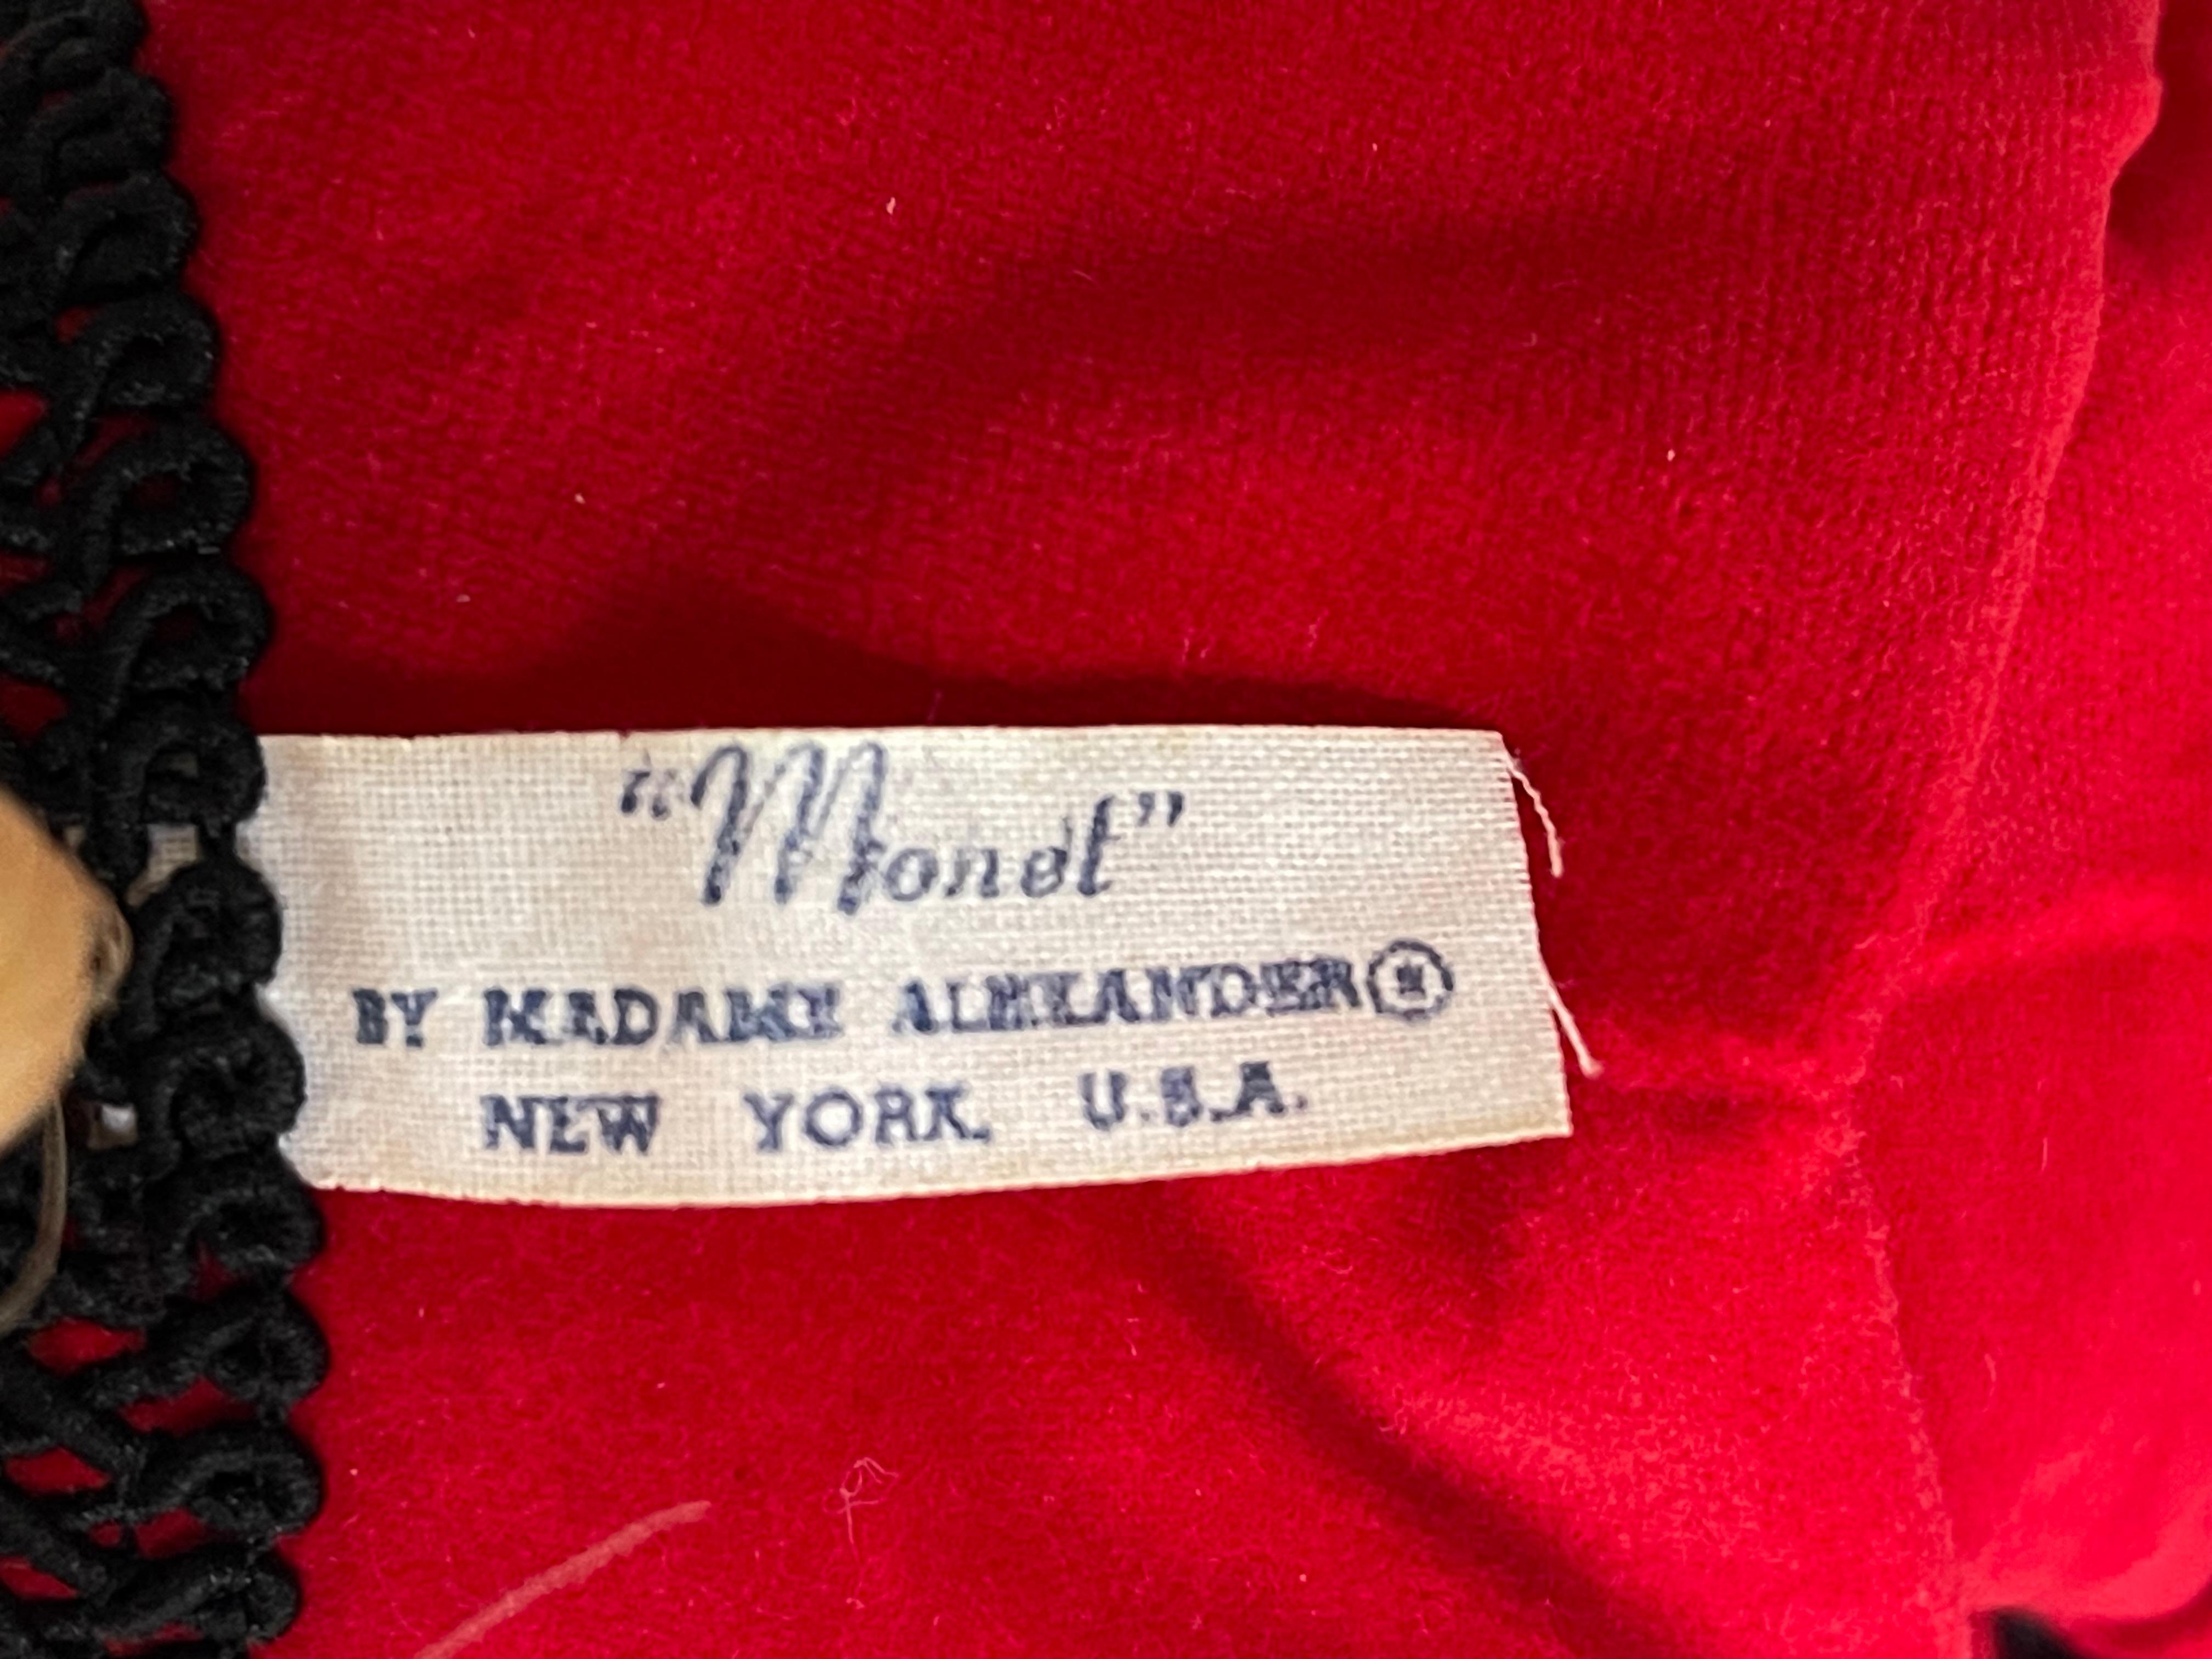 “Monet”
BY MADAME ALEXANDER®
NEW YORK, U.S.A.